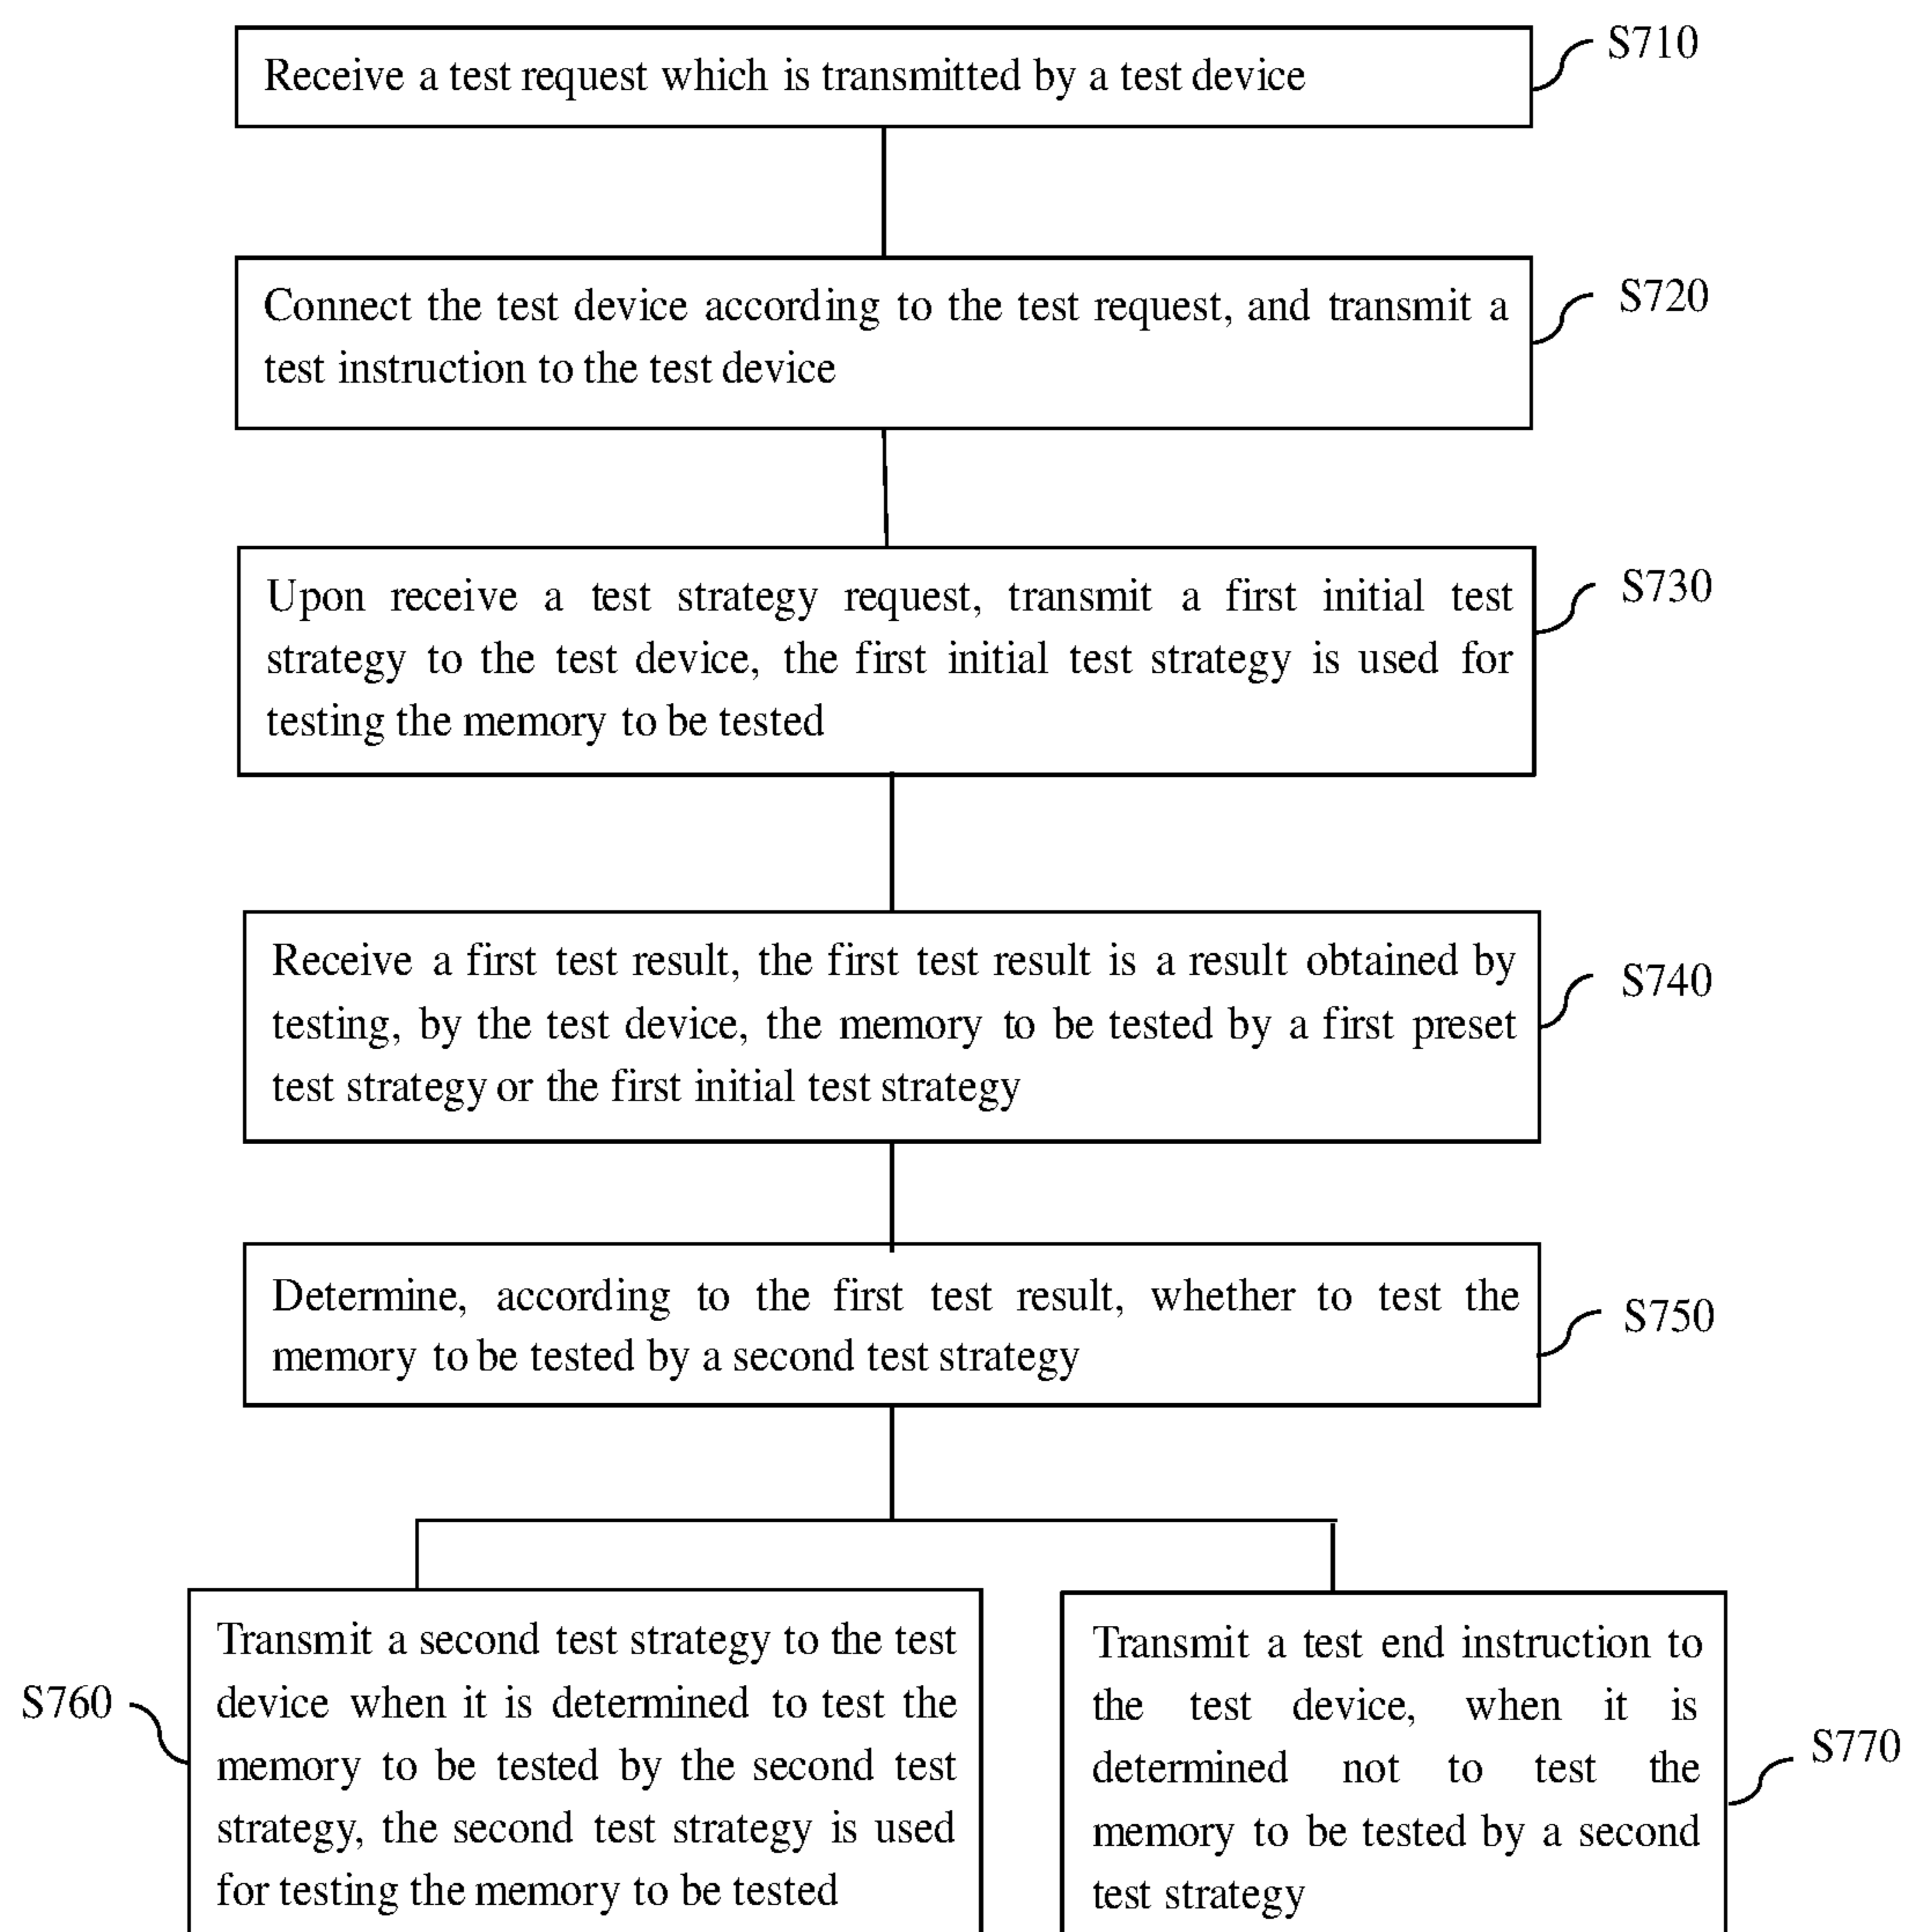 Receive a test request which is transmitted by a test device
S710
Connect the test device according to the test request, and transmit a
test instruction to the test device
S720
Upon receive a test strategy request, transmit a first initial test
strategy to the test device, the first initial test strategy is used for
testing the memory to be tested
S730
Receive a first test result, the first test result is a result obtained by
testing, by the test device, the memory to be tested by a first preset
test strategy or the first initial test strategy
S740
Determine, according to the first test result, whether to test the
memory to be tested by a second test strategy
S750
S760
Transmit a second test strategy to the test
device when it is determined to test the
memory to be tested by the second test
strategy, the second test strategy is used
for testing the memory to be tested
Transmit a test end instruction to
the test device, when it is
determined not to test the
memory to be tested by a second
test strategy
S770